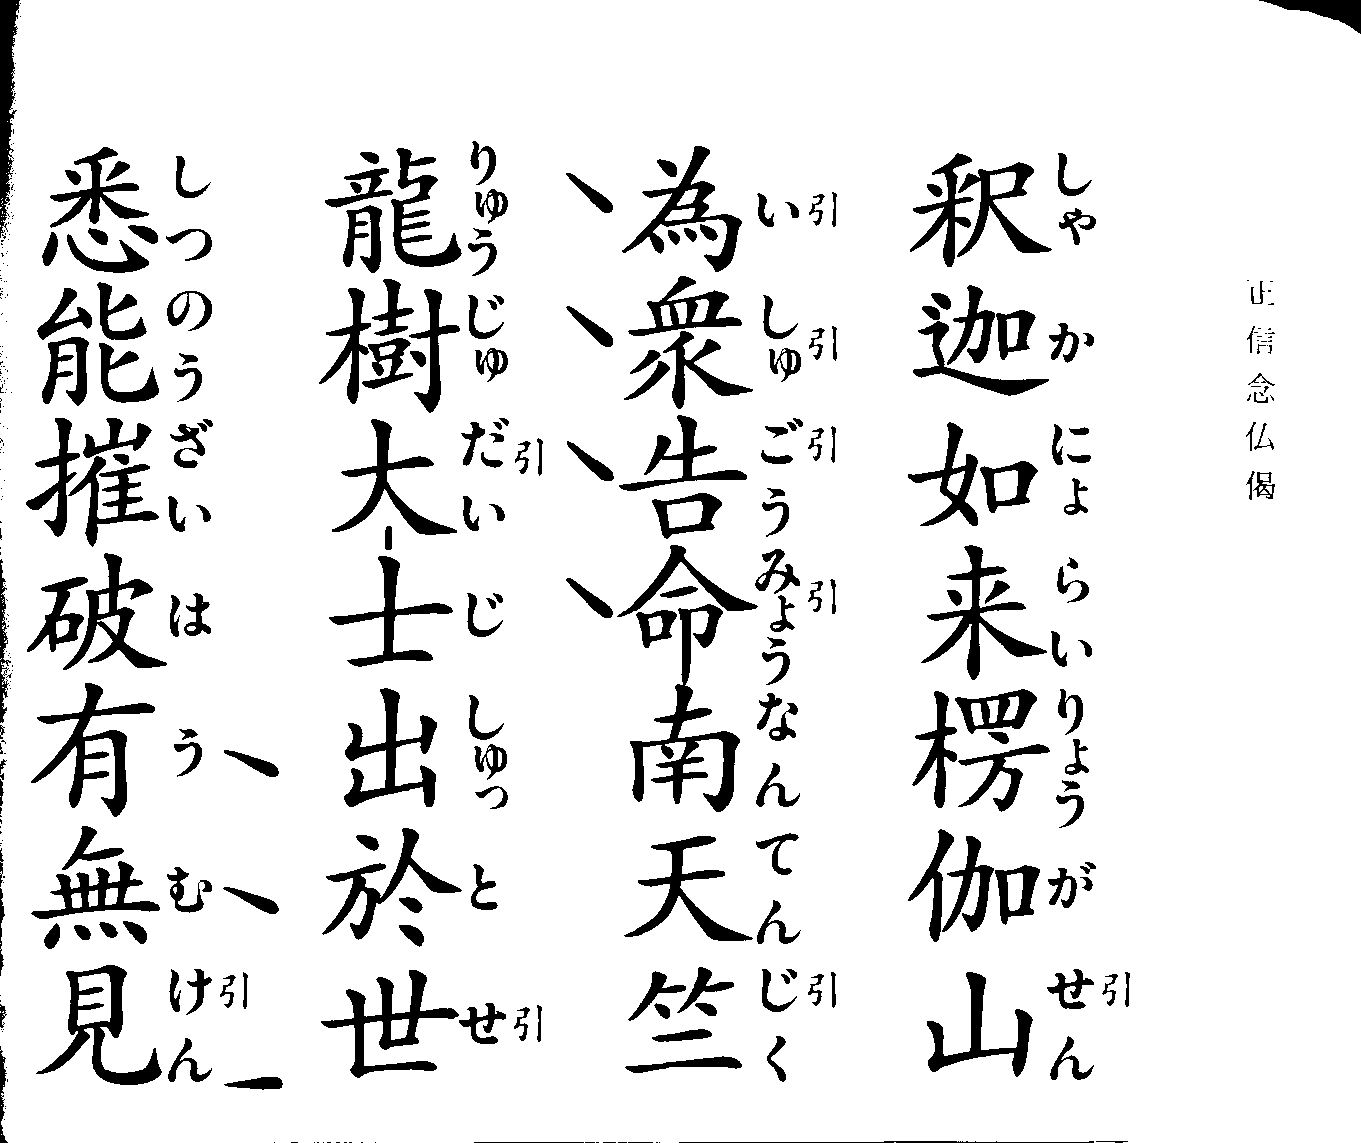 正信念仏偈
釈迦如来楞伽山
しゃかにょらいりょうがせん引
為衆告命南天竺
い引しゅ引ごう引みょう引なんてんじく引
龍樹大士出於世
りゅうじゅだい引じしゅっとせ引
悉能摧破有無見
しつのうざいはうむけん引